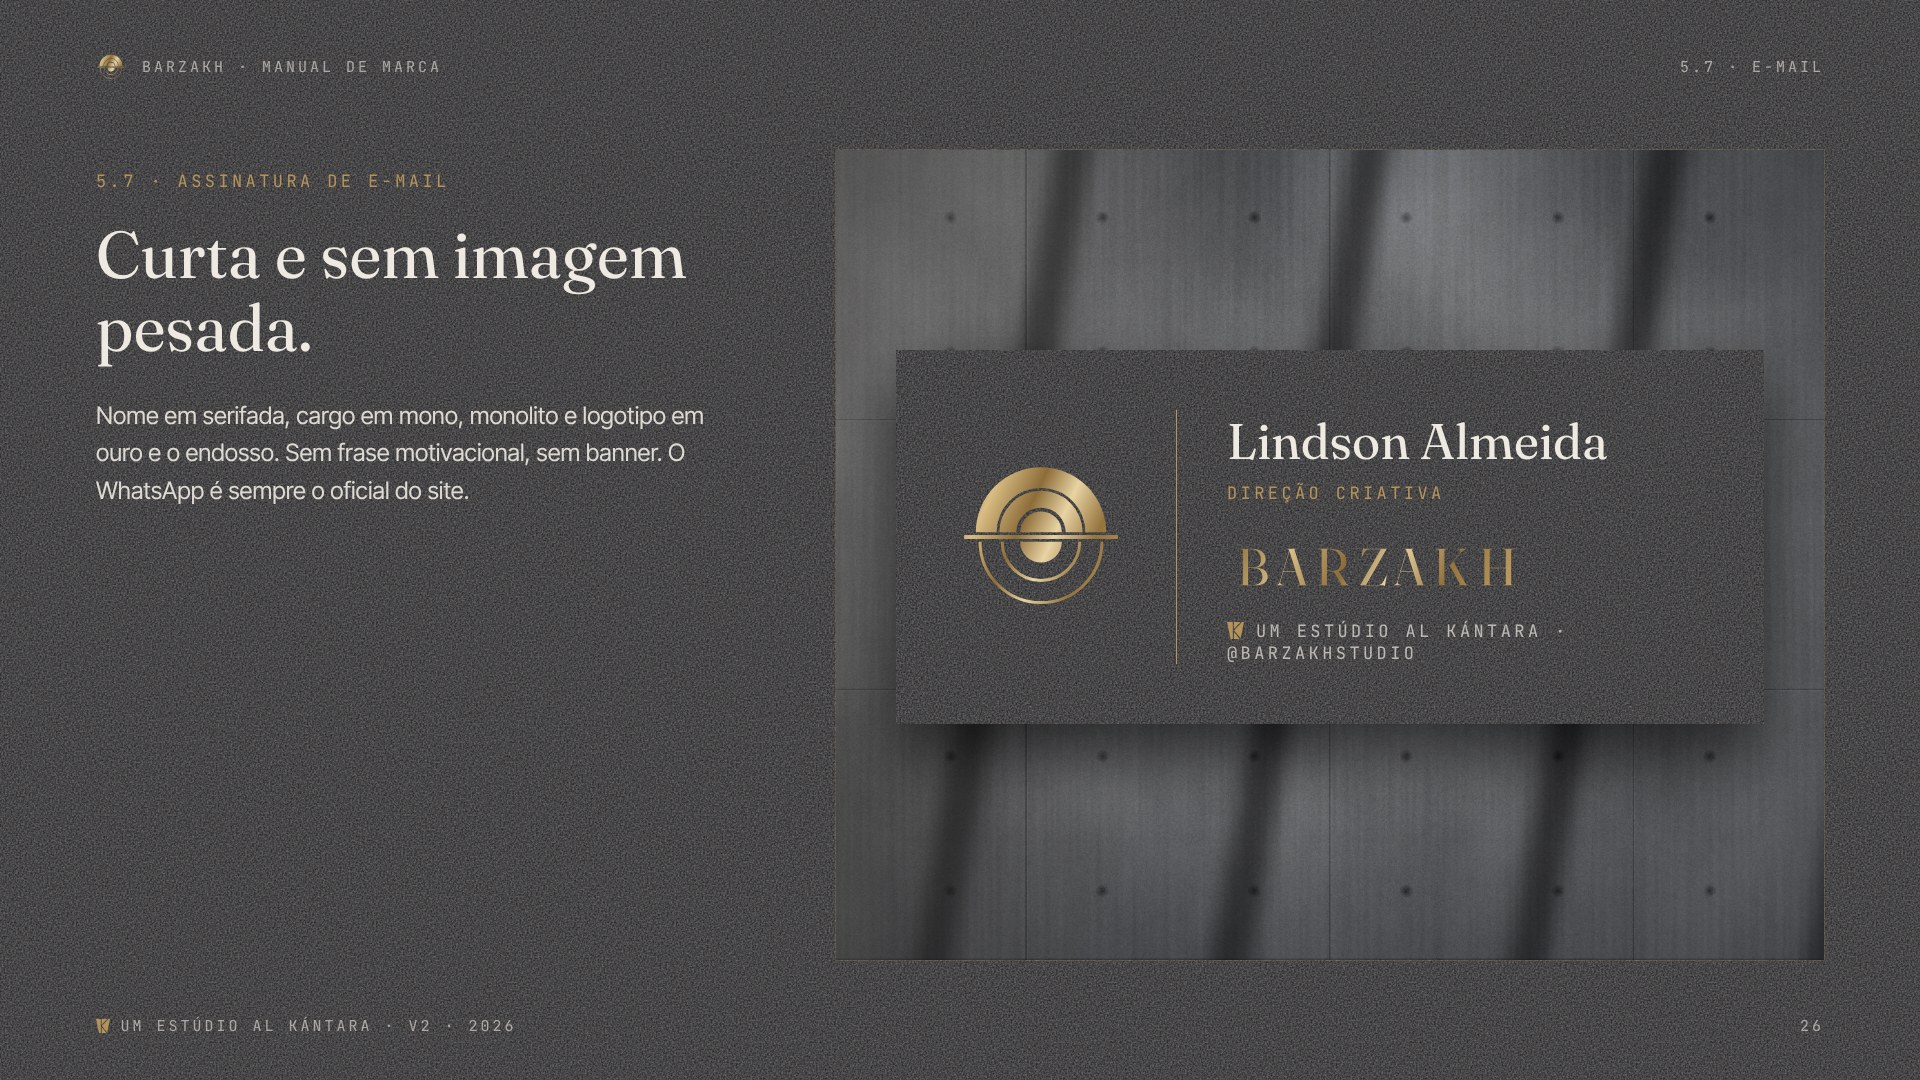 BARZAKH · MANUAL DE MARCA
5.7 · E-MAIL
5.7 · ASSINATURA DE E-MAIL
Curta e sem imagem
pesada.
Nome em serifada, cargo em mono, monolito e logotipo em
ouro e o endosso. Sem frase motivacional, sem banner. O
WhatsApp é sempre o oficial do site.
Lindson Almeida
DIREÇÃO CRIATIVA
BARZAKH
UM ESTÚDIO AL KÁNTARA ·
@BARZAKHSTUDIO
UM ESTÚDIO AL KÁNTARA · V2 · 2026
26